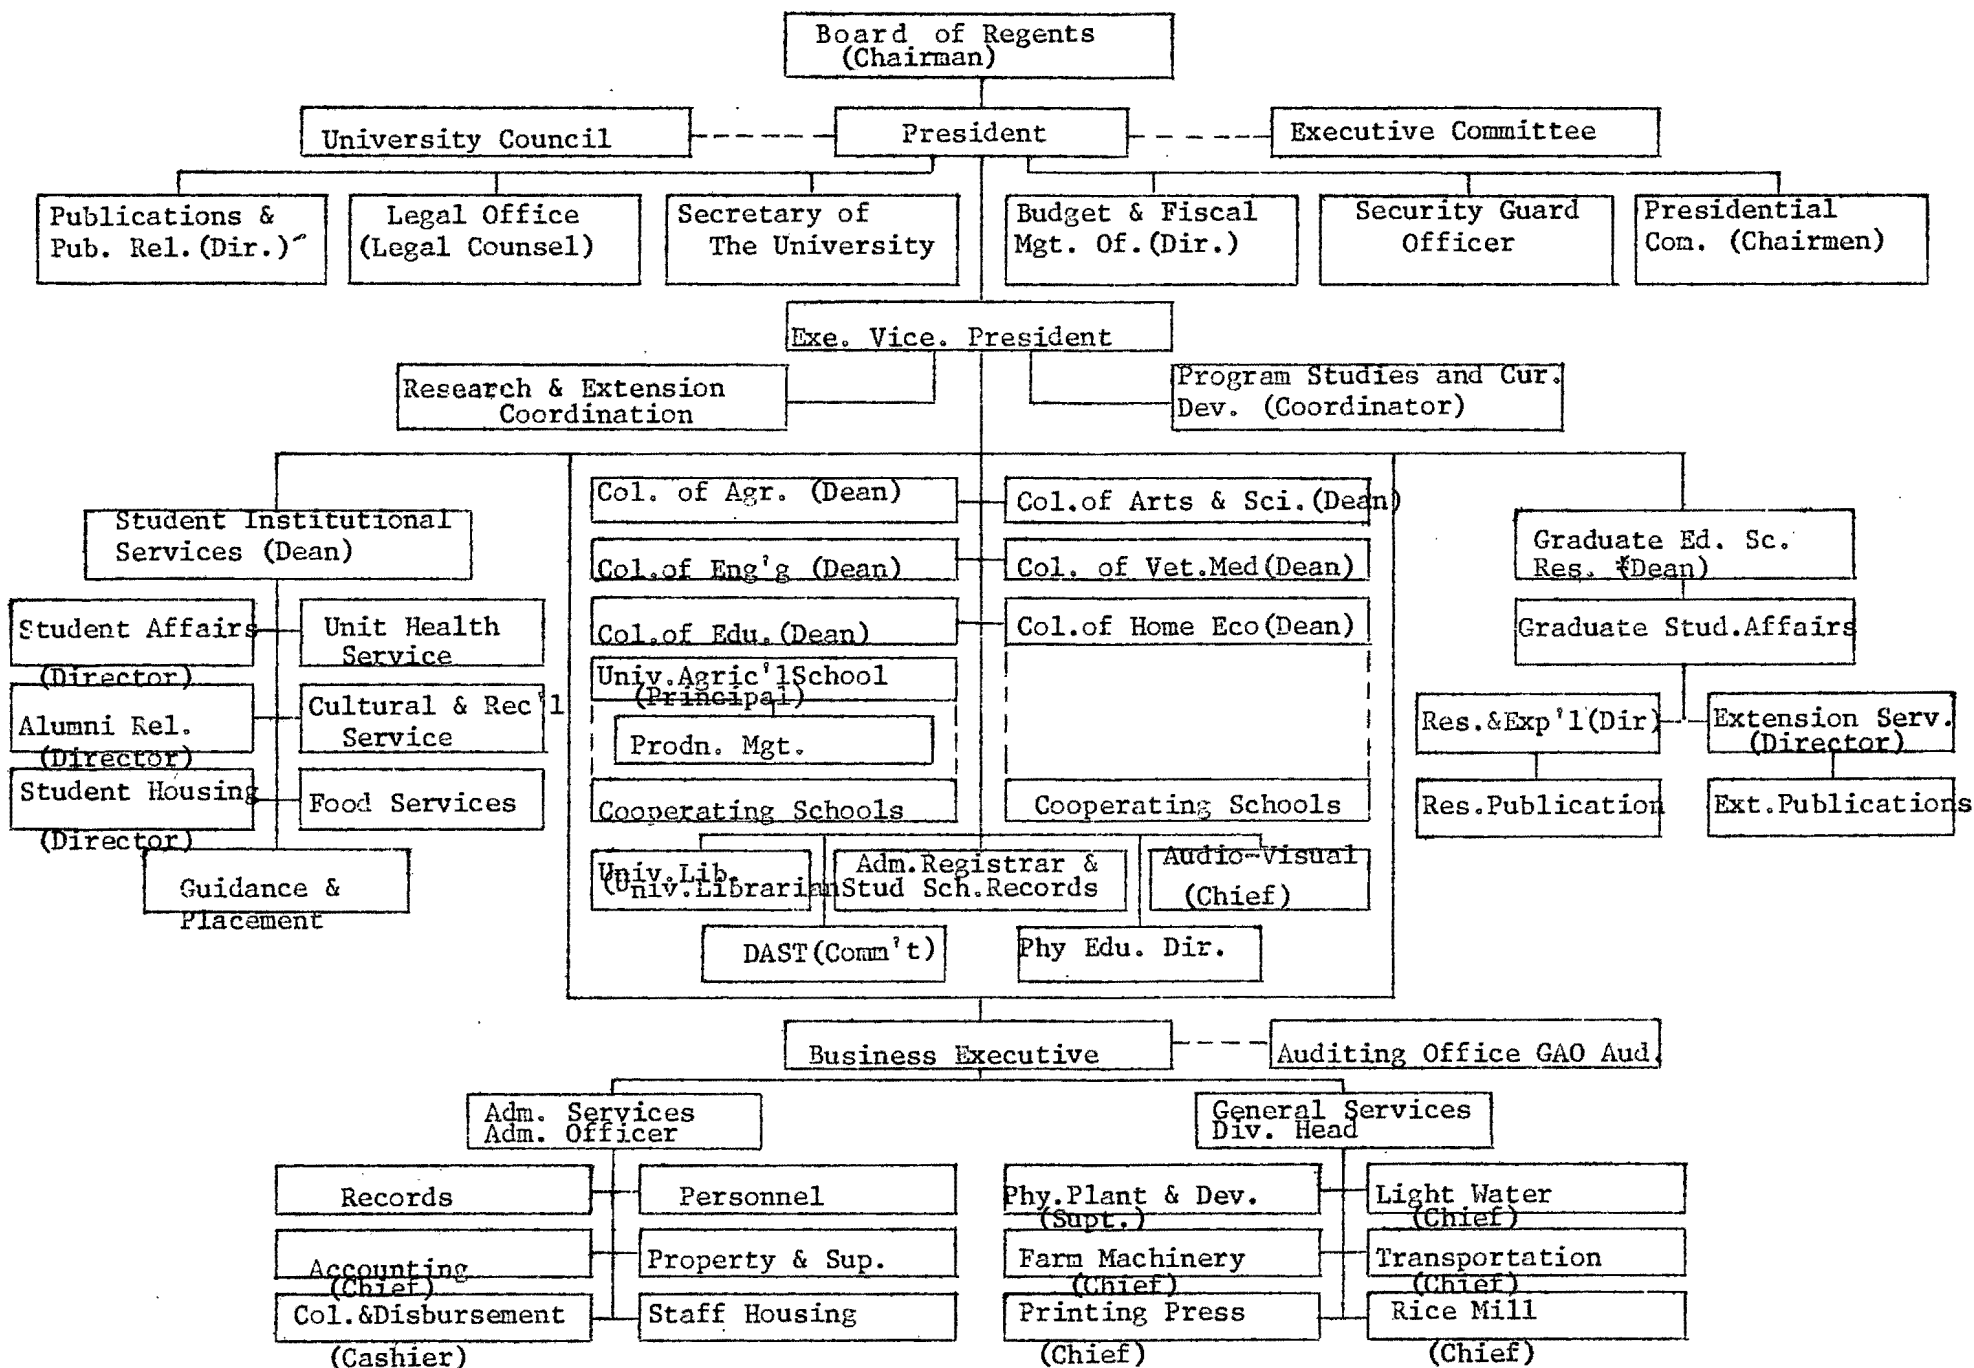 Board of Regents
(Chairman)
University Council
President
Executive Committee
Publications &
Pub. Rel.(Dir.)
Legal Office
(Legal Counsel)
Secretary of
The University
Budget & Fiscal
Mgt. Of.(Dir.)
Security Guard
Officer
Presidential
Com. (Chairmen)
Exe. Vice. President
Research & Extension
Coordination
Program Studies and Cur.
Dev. (Coordinator)
Student Institutional
Services (Dean)
Student Affairs
(Director)
Unit Health
Service
Alumni Rel.
(Director)
Cultural & Rec'l
Service
Student Housing
(Director)
Food Services
Guidance &
Placement
Col. of Agr. (Dean)
Col.of Arts & Sci.(Dean)
Col.of Eng'g (Dean)
Col. of Vet.Med(Dean)
Col.of Edu.(Dean)
Col.of Home Eco(Dean)
Univ.Agric'lSchool
(Principal)
Prodn. Mgt.
Cooperating Schools
Cooperating Schools
Univ.Lib.
(Univ.Librarian
Adm.Registrar &
Stud Sch.Records
Audio-Visual
(Chief)
DAST(Comm't)
Phy Edu. Dir.
Graduate Ed. Sc.
Res. (Dean)
Graduate Stud.Affairs
Res.&Exp'l(Dir)
Extension Serv.
(Director)
Res.Publication
Ext.Publications
Business Executive
Auditing Office GAO Aud.
Adm. Services
Adm. Officer
General Services
Div. Head
Records
Personnel
Accounting
(Chief)
Property & Sup.
Col.&Disbursement
(Cashier)
Staff Housing
Phy.Plant & Dev.
(Supt.)
Light Water
(Chief)
Farm Machinery
(Chief)
Transportation
(Chief)
Printing Press
(Chief)
Rice Mill
(Chief)